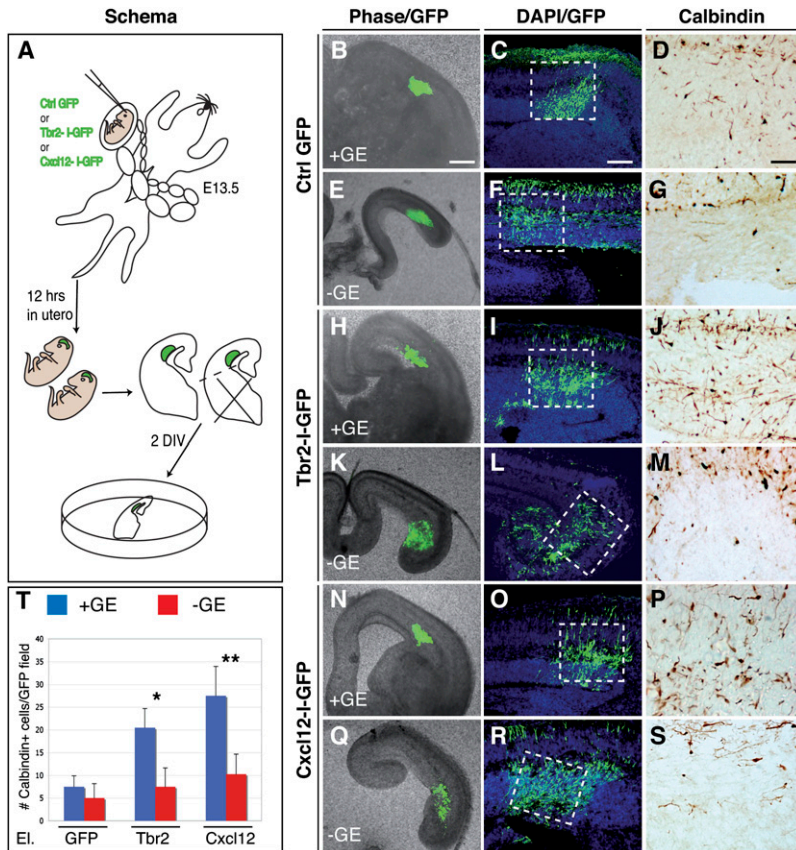 Schema
Phase/GFP
DAPI/GFP
Calbindin
A
Ctrl GFP
or
Tbr2- I-GFP
or
Cxcl12- I-GFP
E13.5
12 hrs
in utero
2 DIV
Ctrl GFP
B
+GE
C
D
E
-GE
F
G
Tbr2-I-GFP
H
+GE
I
J
K
-GE
L
M
Cxcl12-I-GFP
N
+GE
O
P
Q
-GE
R
S
T
+GE
-GE
# Calbindin+ cells/GFP field
40
35
30
25
20
15
10
5
0
*
**
El.
GFP
Tbr2
Cxcl12